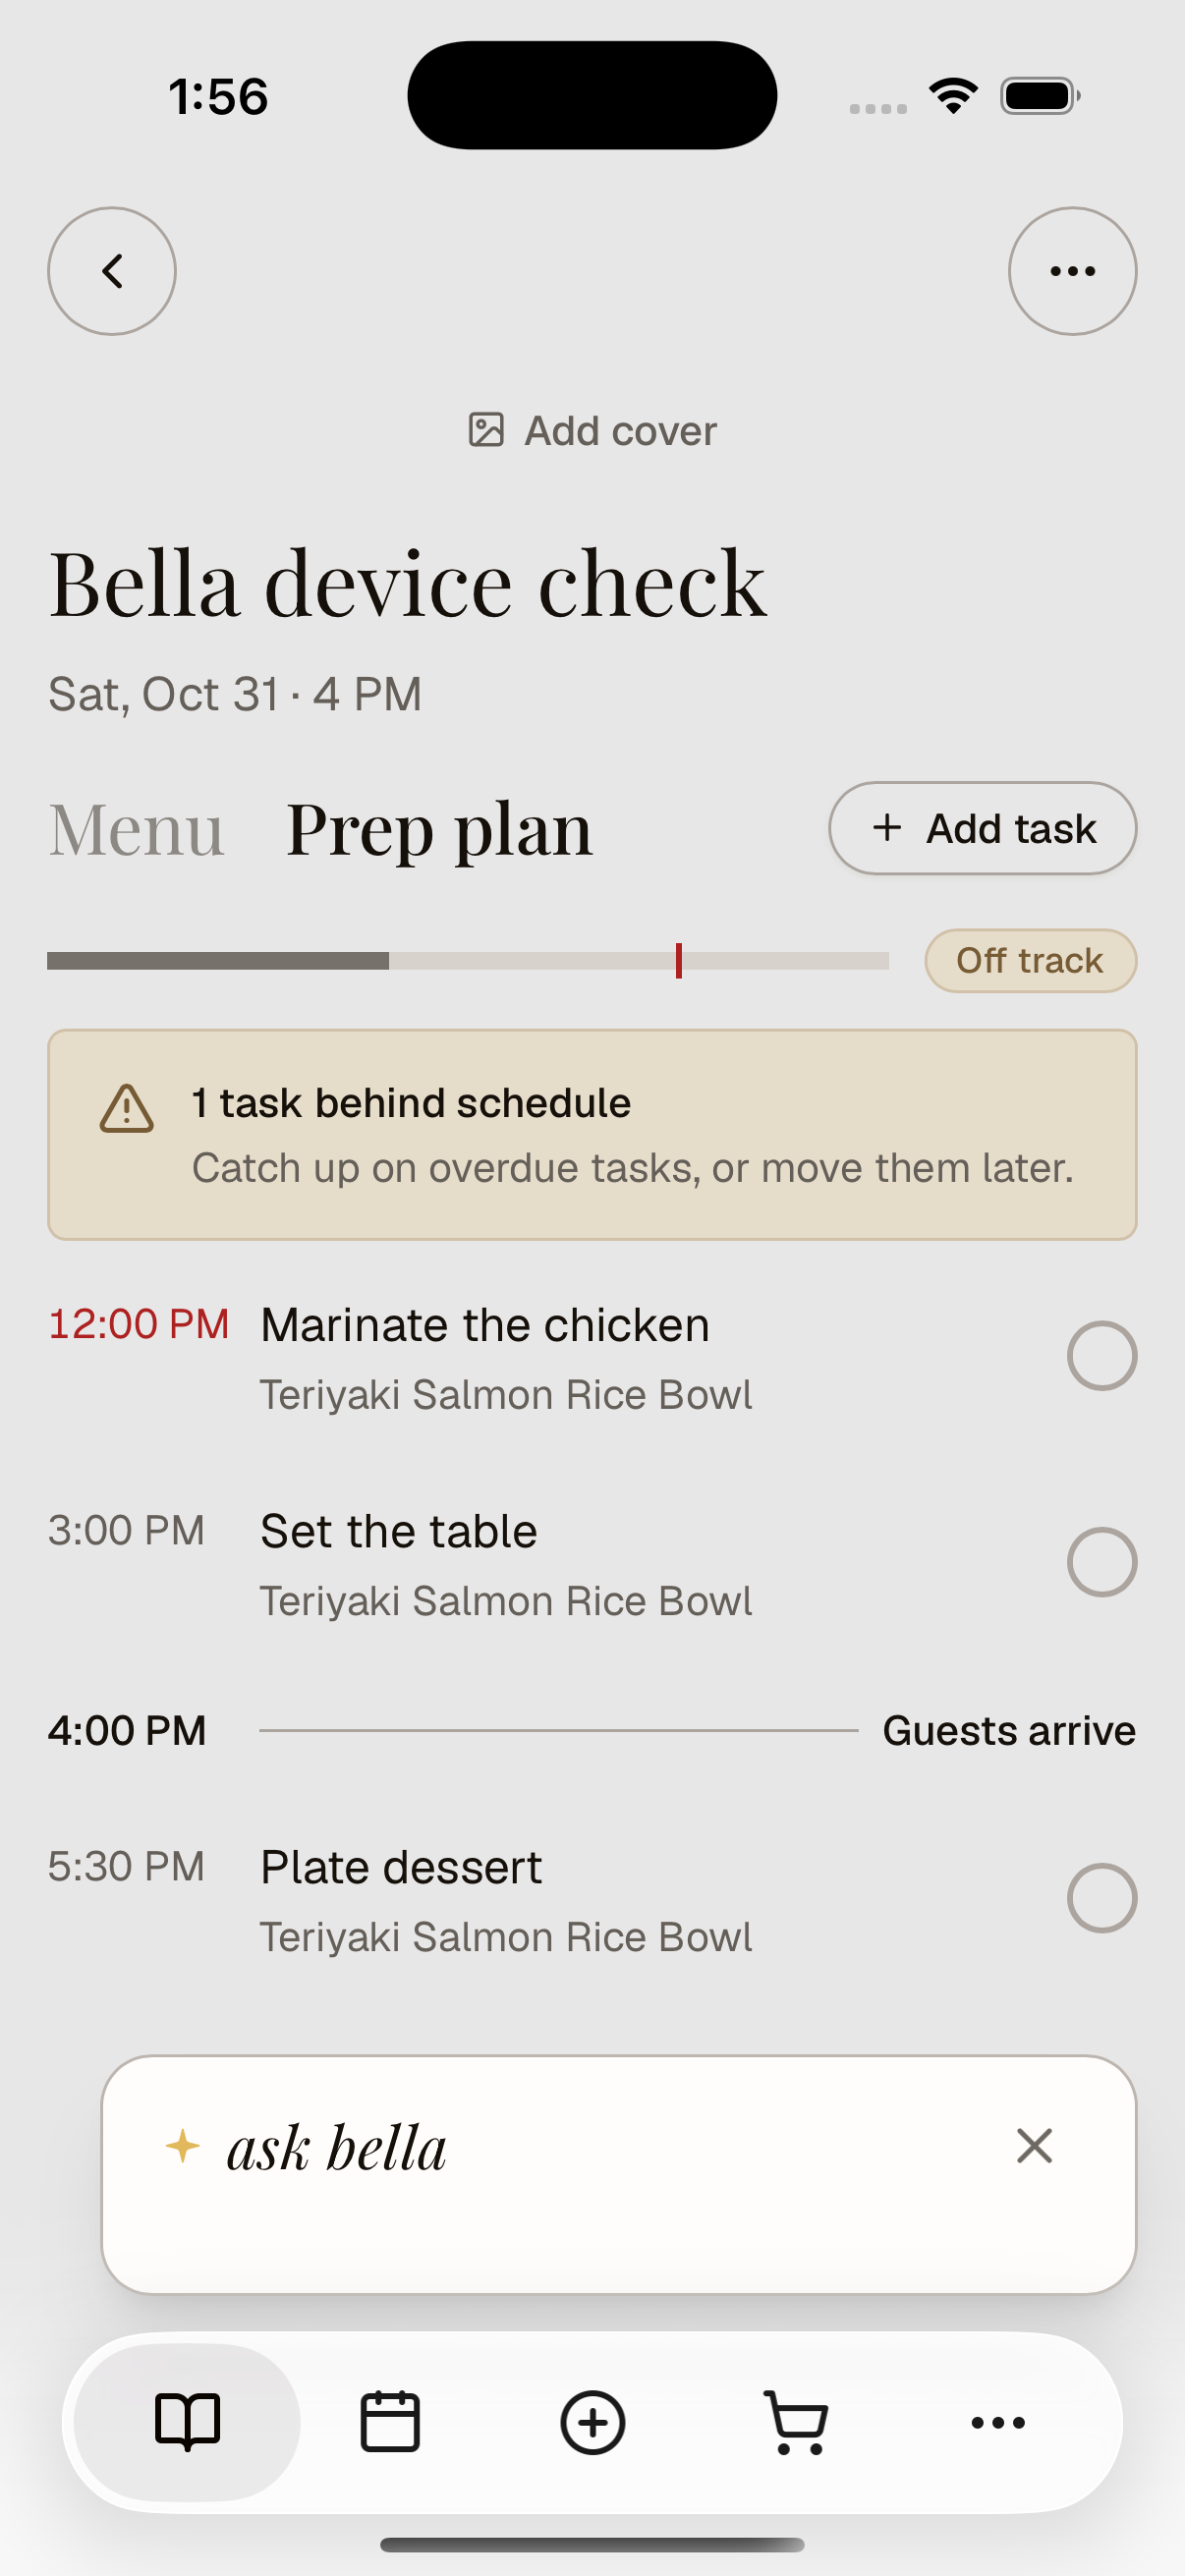 1:56
Add cover
Bella device check
Sat, Oct 31 · 4 PM
Menu Prep plan + Add task
Off track
1 task behind schedule
Catch up on overdue tasks, or move them later.
12:00 PM Marinate the chicken
Teriyaki Salmon Rice Bowl
3:00 PM Set the table
Teriyaki Salmon Rice Bowl
4:00 PM Guests arrive
5:30 PM Plate dessert
Teriyaki Salmon Rice Bowl
ask bella